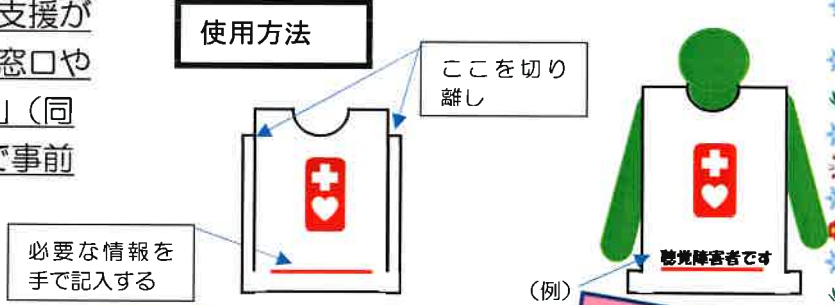 支援が
窓口や
」（同
で事前
使用方法
ここを切り
離し
必要な情報を
手で記入する
聴覚障害者です
（例）